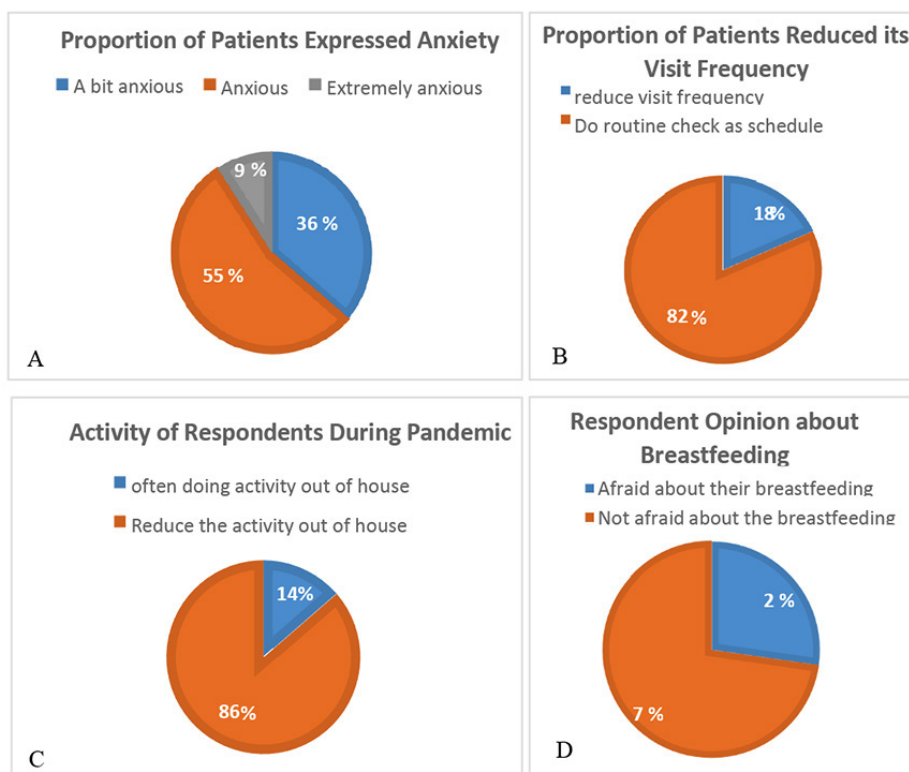 Proportion of Patients Expressed Anxiety
A bit anxious Anxious Extremely anxious
9 %
36 %
55 %
A
Proportion of Patients Reduced its
Visit Frequency
reduce visit frequency
Do routine check as schedule
18%
82 %
B
Activity of Respondents During Pandemic
often doing activity out of house
Reduce the activity out of house
14%
86%
C
Respondent Opinion about
Breastfeeding
Afraid about their breastfeeding
Not afraid about the breastfeeding
2 %
7 %
D